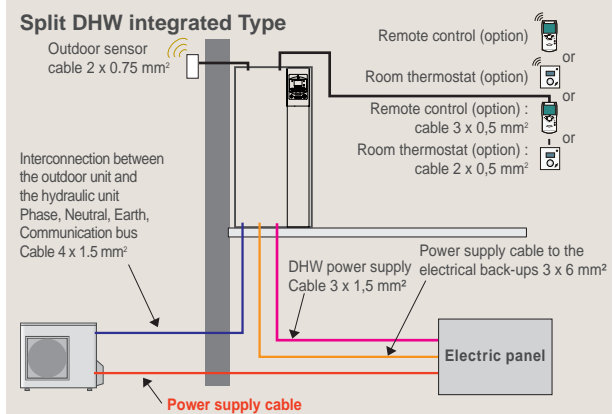 Split DHW integrated Type
Outdoor sensor
cable 2 x 0.75 mm²
Remote control (option)
or
Room thermostat (option)
or
Remote control (option) :
cable 3 x 0,5 mm²
or
Room thermostat (option) :
cable 2 x 0,5 mm²
Interconnection between
the outdoor unit and
the hydraulic unit
Phase, Neutral, Earth,
Communication bus
Cable 4 x 1.5 mm²
DHW power supply
Cable 3 x 1,5 mm²
Power supply cable to the
electrical back-ups 3 x 6 mm²
Electric panel
Power supply cable